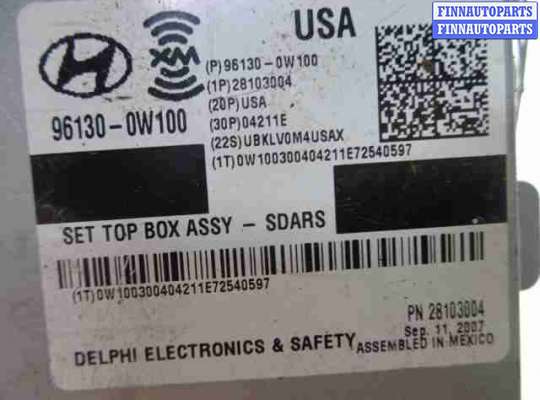 FINNAUTOPARTS
FINNAUTOPARTS
USA
XM
(P)96130-0W100
(1P)28103004
(20P)USA
(30P)04211E
(22S)UBKLV0M4USAX
(1T)0W100300404211E72540597
96130-0W100
SET TOP BOX ASSY - SDARS
(1T)0W100300404211E72540597
PN 28103004
Sep. 11, 2007
DELPHI ELECTRONICS & SAFETY
ASSEMBLED IN MEXICO